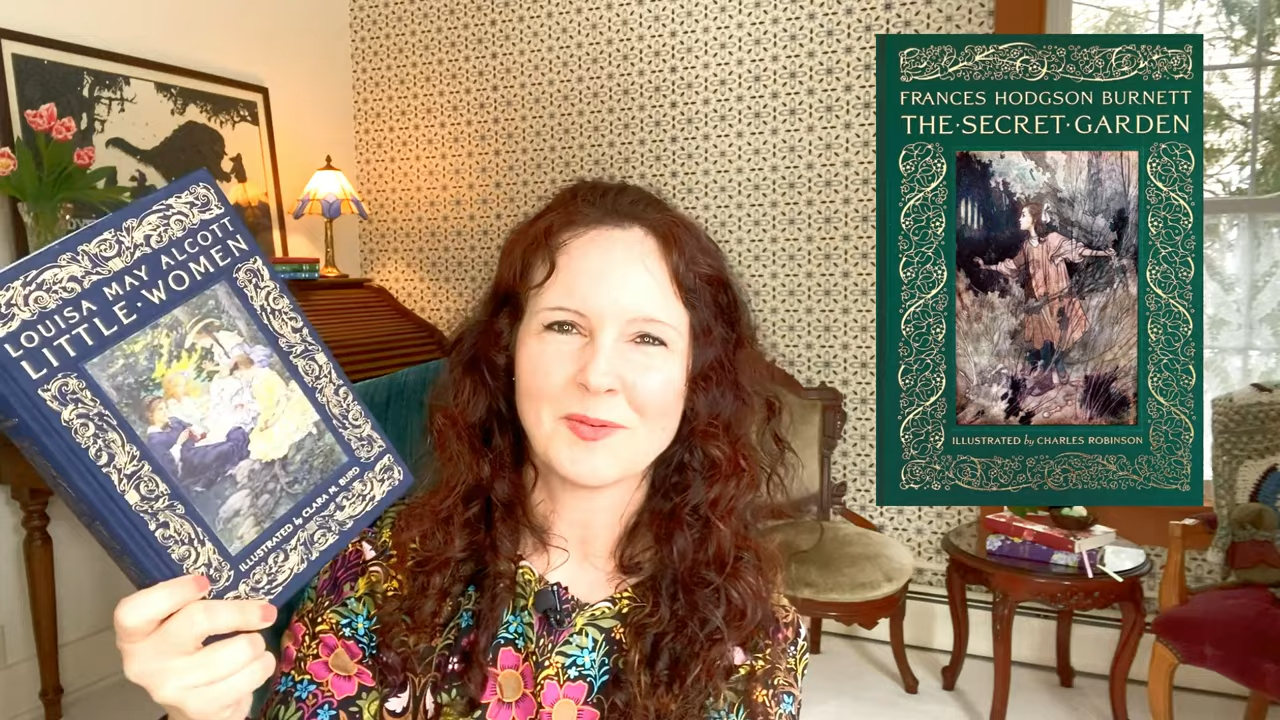 LOUISA MAY ALCOTT
LITTLE·WOMEN
ILLUSTRATED by CLARA M. BURD
FRANCES HODGSON BURNETT
THE·SECRET·GARDEN
ILLUSTRATED by CHARLES ROBINSON